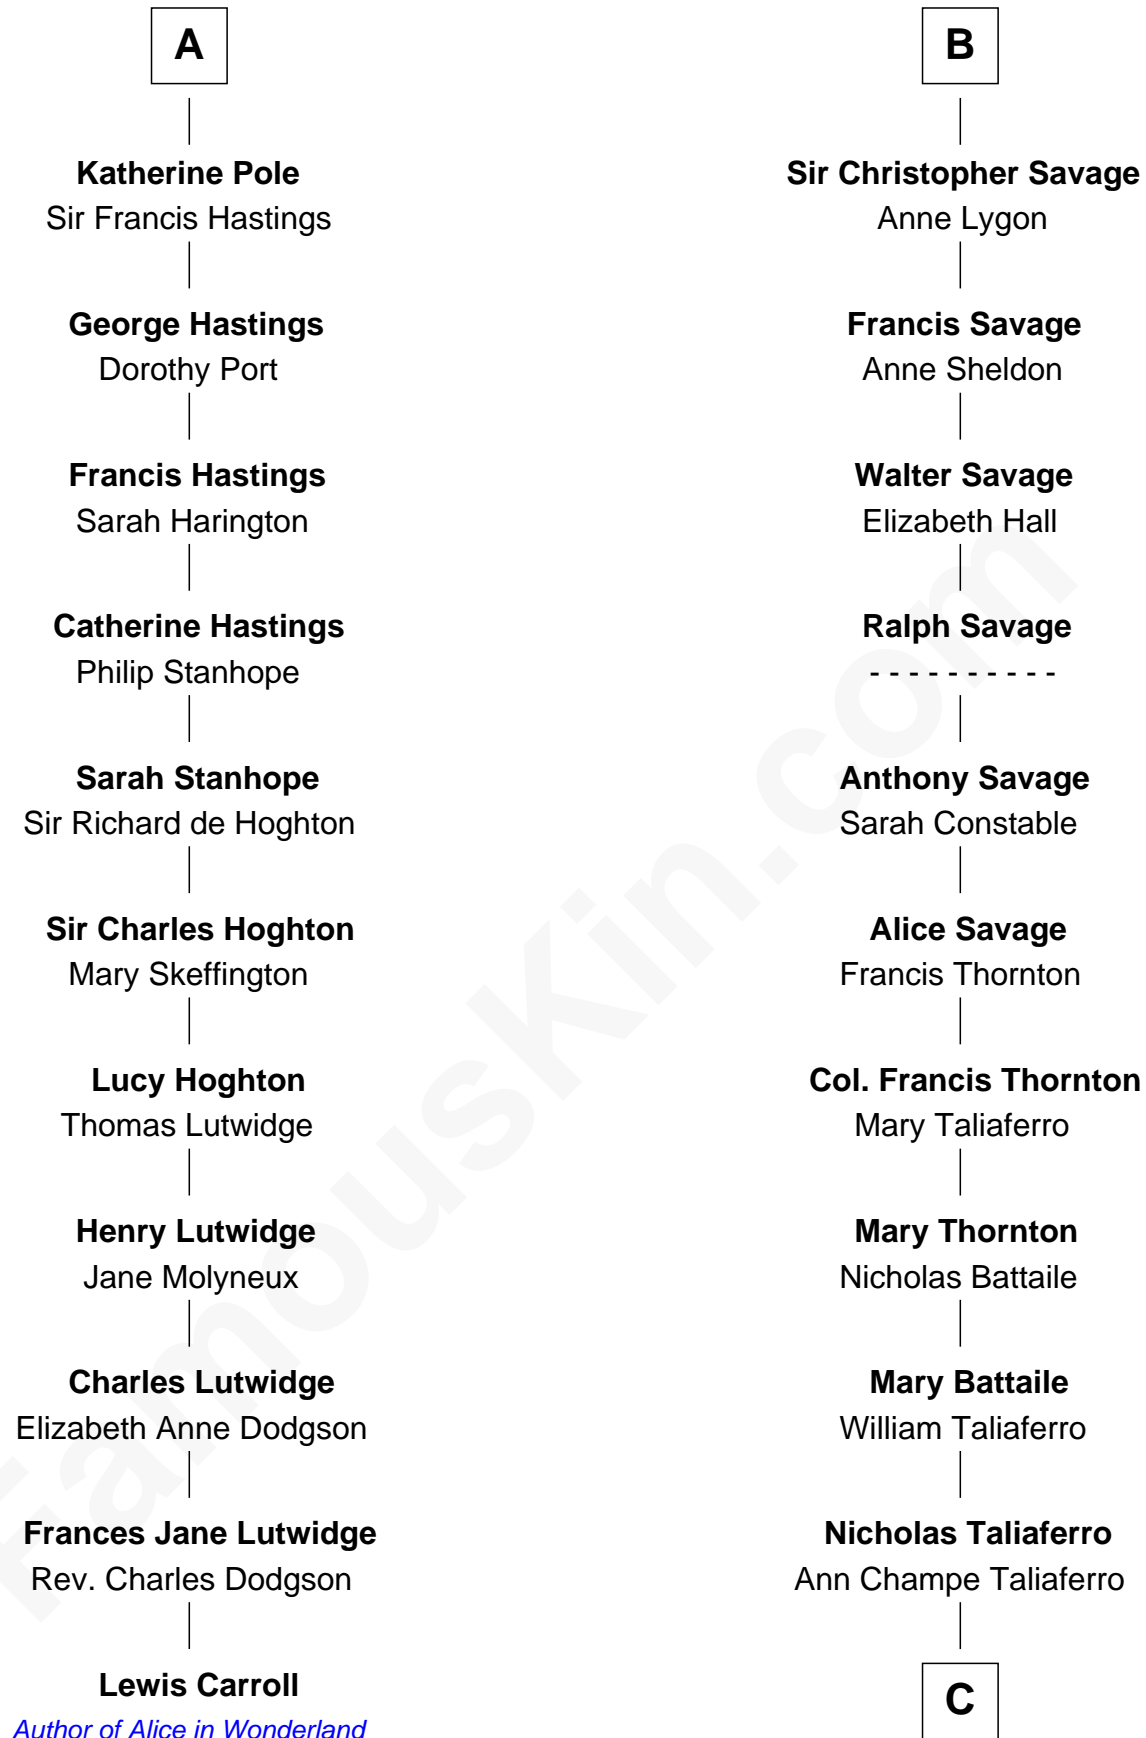 A
Katherine Pole
Sir Francis Hastings
George Hastings
Dorothy Port
Francis Hastings
Sarah Harington
Catherine Hastings
Philip Stanhope
Sarah Stanhope
Sir Richard de Hoghton
Sir Charles Hoghton
Mary Skeffington
Lucy Hoghton
Thomas Lutwidge
Henry Lutwidge
Jane Molyneux
Charles Lutwidge
Elizabeth Anne Dodgson
Frances Jane Lutwidge
Rev. Charles Dodgson
Lewis Carroll
Author of Alice in Wonderland
B
Sir Christopher Savage
Anne Lygon
Francis Savage
Anne Sheldon
Walter Savage
Elizabeth Hall
Ralph Savage
- - - - - - - - - -
Anthony Savage
Sarah Constable
Alice Savage
Francis Thornton
Col. Francis Thornton
Mary Taliaferro
Mary Thornton
Nicholas Battaile
Mary Battaile
William Taliaferro
Nicholas Taliaferro
Ann Champe Taliaferro
C
FamousKin.com